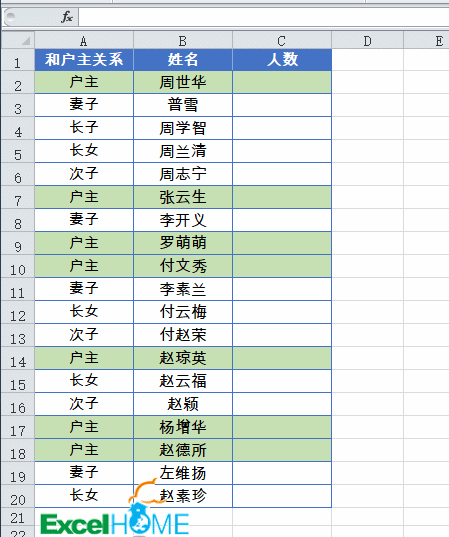 fx
A B C D E
1 和户主关系 姓名 人数
2 户主 周世华
3 妻子 普雪
4 长子 周学智
5 长女 周兰清
6 次子 周志宁
7 户主 张云生
8 妻子 李开义
9 户主 罗萌萌
10 户主 付文秀
11 妻子 李素兰
12 长女 付云梅
13 次子 付赵荣
14 户主 赵琼英
15 长女 赵云福
16 次子 赵颖
17 户主 杨增华
18 户主 赵德所
19 妻子 左维扬
20 长女 赵素珍
21
22
Excel HOME